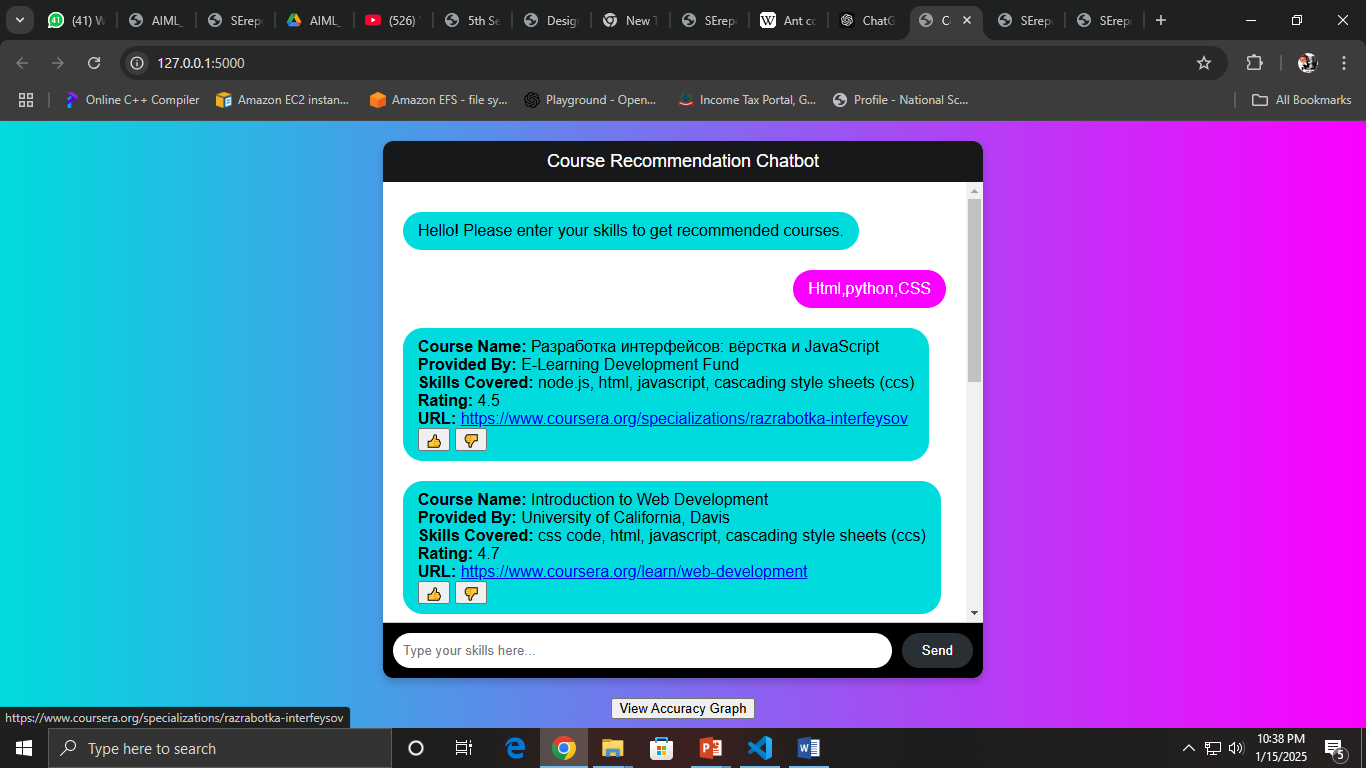 (41) W
AIML_
SErepo
AIML_
(526) Y
5th Se
Design
New T
SErepo
Ant co
ChatG
SErepo
SErepo
127.0.0.1:5000
Online C++ Compiler
Amazon EC2 instan...
Amazon EFS - file sy...
Playground - Open...
Income Tax Portal, G...
Profile - National Sc...
All Bookmarks
Course Recommendation Chatbot
Hello! Please enter your skills to get recommended courses.
Html,python,CSS
Course Name: Разработка интерфейсов: вёрстка и JavaScript
Provided By: E-Learning Development Fund
Skills Covered: node.js, html, javascript, cascading style sheets (ccs)
Rating: 4.5
URL: https://www.coursera.org/specializations/razrabotka-interfeysov
Course Name: Introduction to Web Development
Provided By: University of California, Davis
Skills Covered: css code, html, javascript, cascading style sheets (ccs)
Rating: 4.7
URL: https://www.coursera.org/learn/web-development
Type your skills here...
Send
View Accuracy Graph
https://www.coursera.org/specializations/razrabotka-interfeysov
Type here to search
10:38 PM
1/15/2025
5